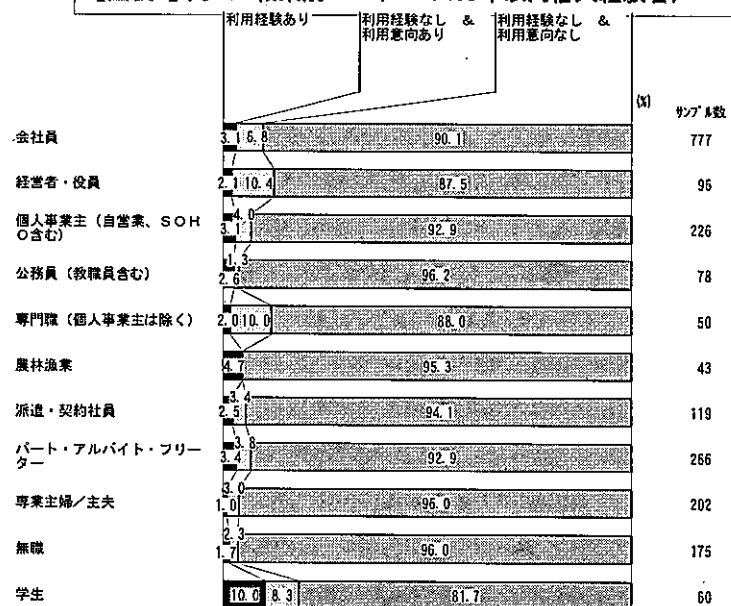 利用経験あり
利用経験なし ＆
利用意向あり
利用経験なし ＆
利用意向なし
(%)
ｻﾝﾌﾟﾙ数
会社員 3.1 6.8 90.1 777
経営者・役員 2.1 10.4 87.5 96
4.0
個人事業主（自営業、ＳＯＨ
Ｏ含む） 3.1 92.9 226
1.3
公務員（教職員含む） 2.6 96.2 78
専門職（個人事業主は除く） 2.0 10.0 88.0 50
農林漁業 4.7 95.3 43
3.4
派遣・契約社員 2.5 94.1 119
3.8
パート・アルバイト・フリー
ター 3.4 92.9 266
3.0
専業主婦／主夫 1.0 96.0 202
2.3
無職 1.7 96.0 175
学生 10.0 8.3 81.7 60